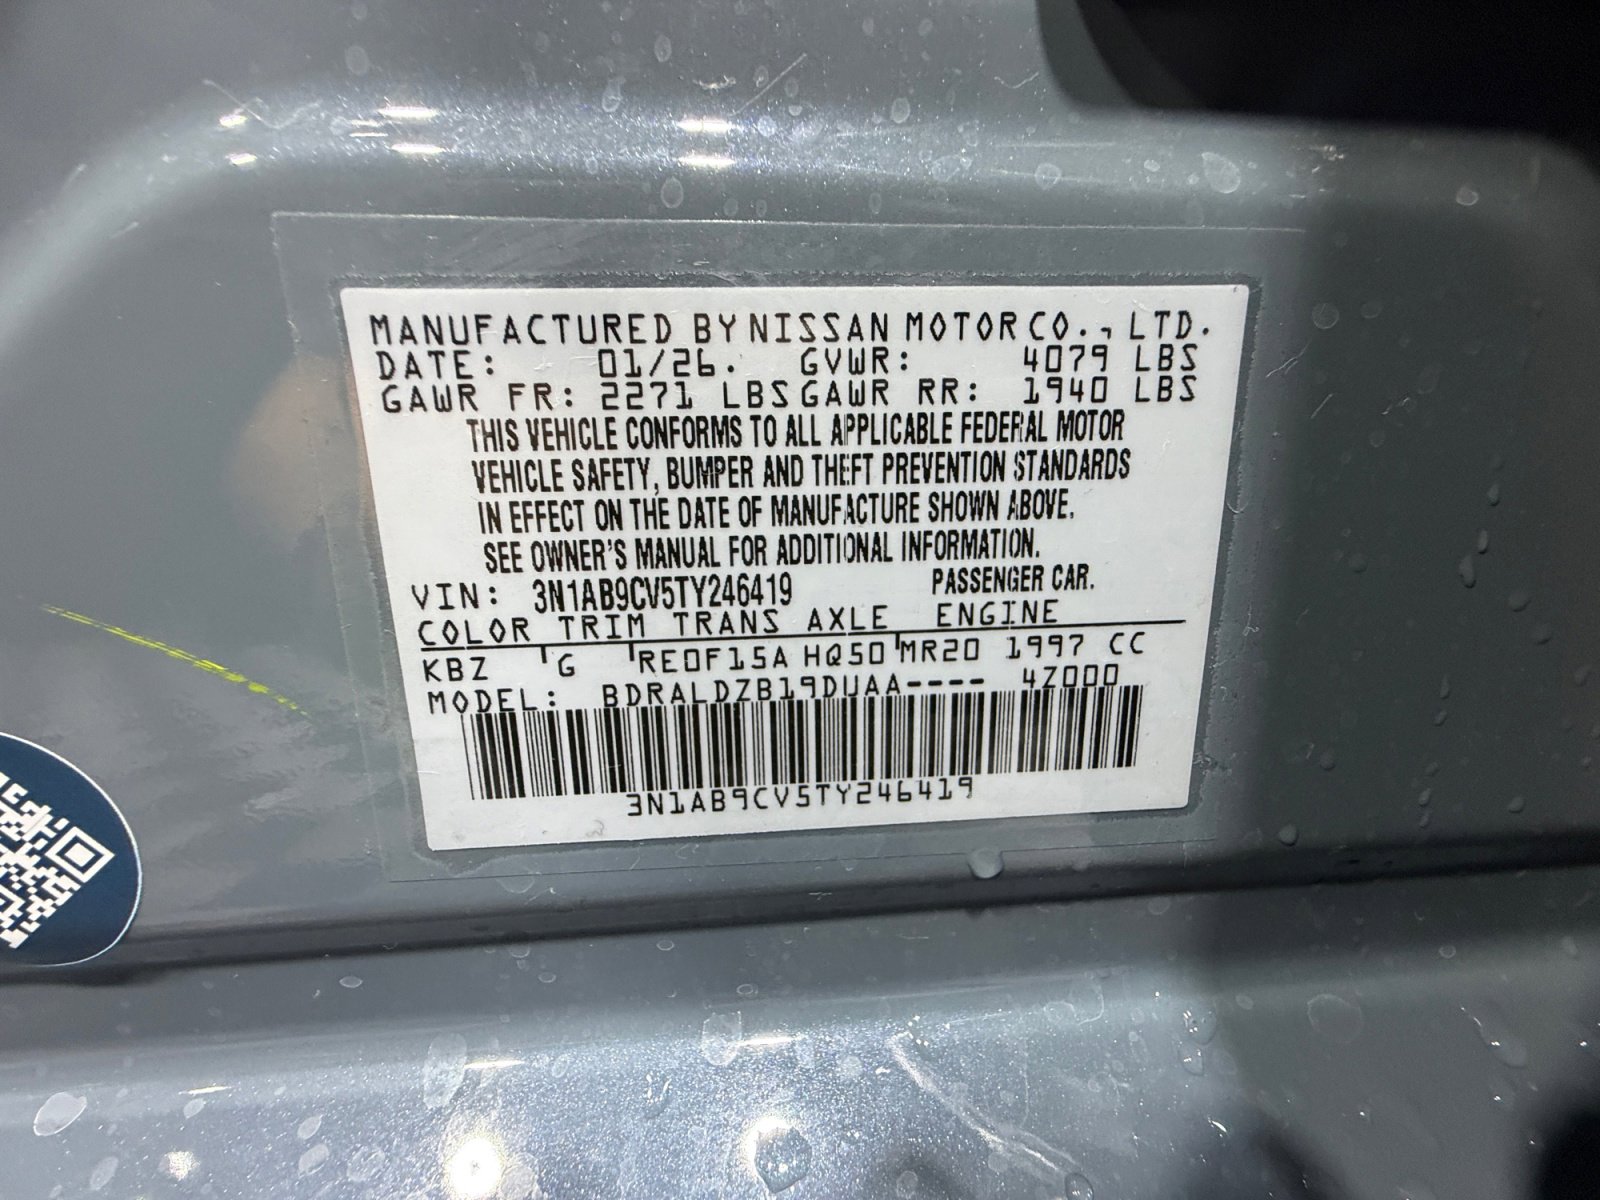 MANUFACTURED BY NISSAN MOTOR CO., LTD.
DATE: 01/26. GVWR: 4079 LBS
GAWR FR: 2271 LBS GAWR RR: 1940 LBS
THIS VEHICLE CONFORMS TO ALL APPLICABLE FEDERAL MOTOR
VEHICLE SAFETY, BUMPER AND THEFT PREVENTION STANDARDS
IN EFFECT ON THE DATE OF MANUFACTURE SHOWN ABOVE.
SEE OWNER'S MANUAL FOR ADDITIONAL INFORMATION.
VIN: 3N1AB9CV5TY246419 PASSENGER CAR.
COLOR TRIM TRANS AXLE ENGINE
KBZ G RE0F15A HQ50 MR20 1997 CC
MODEL: BDRALDZB19DUAA---- 4Z000
3N1AB9CV5TY246419